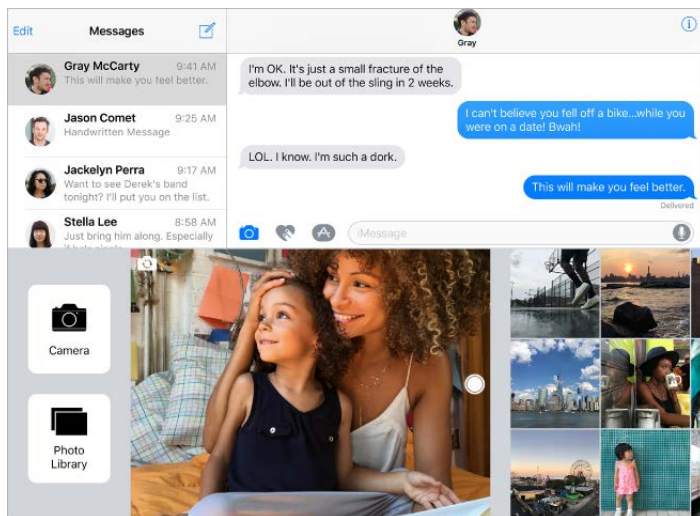 Edit
Messages
Gray McCarty
9:41 AM
This will make you feel better.
Jason Comet
9:25 AM
Handwritten Message
Jackelyn Perra
9:17 AM
Want to see Derek's band
tonight? I'll put you on the list.
Stella Lee
8:58 AM
Just bring him along. Especially
Gray
I'm OK. It's just a small fracture of the
elbow. I'll be out of the sling in 2 weeks.
I can't believe you fell off a bike...while you
were on a date! Bwah!
LOL. I know. I'm such a dork.
This will make you feel better.
Delivered
iMessage
Camera
Photo
Library